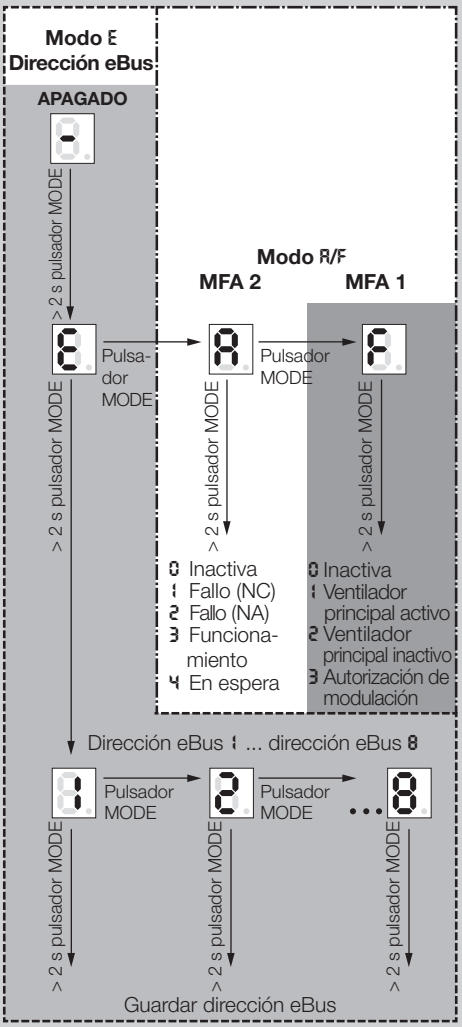 Modo E
Dirección eBus
APAGADO
-
> 2 s pulsador MODE
Modo A/F
MFA 2
MFA 1
E
Pulsa-
dor
MODE
A
Pulsador
MODE
F
> 2 s pulsador MODE
> 2 s pulsador MODE
> 2 s pulsador MODE
0 Inactiva
1 Fallo (NC)
2 Fallo (NA)
3 Funciona-
miento
4 En espera
0 Inactiva
1 Ventilador
principal activo
2 Ventilador
principal inactivo
3 Autorización de
modulación
Dirección eBus 1 ... dirección eBus 8
1
Pulsador
MODE
2
Pulsador
MODE
...
8
> 2 s pulsador MODE
> 2 s pulsador MODE
> 2 s pulsador MODE
Guardar dirección eBus